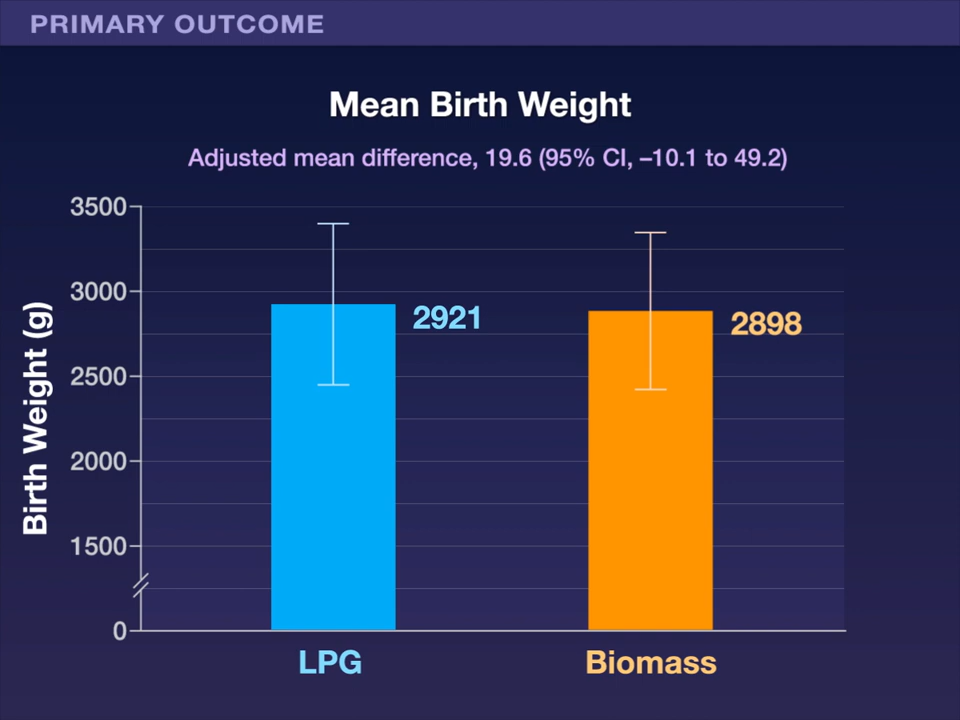 PRIMARY OUTCOME
Mean Birth Weight
Adjusted mean difference, 19.6 (95% CI, –10.1 to 49.2)
Birth Weight (g)
3500
3000
2500
2000
1500
0
2921
2898
LPG
Biomass